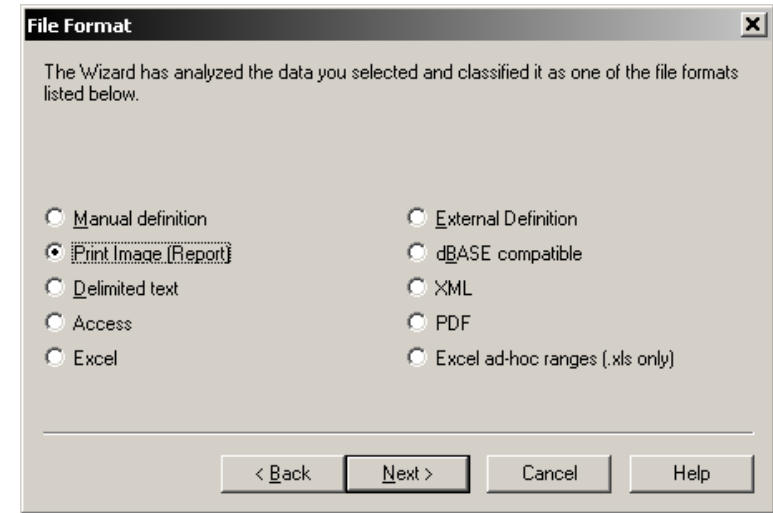 File Format
The Wizard has analyzed the data you selected and classified it as one of the file formats
listed below.
Manual definition
Print Image (Report)
Delimited text
Access
Excel
External Definition
dBASE compatible
XML
PDF
Excel ad-hoc ranges (.xls only)
< Back
Next >
Cancel
Help